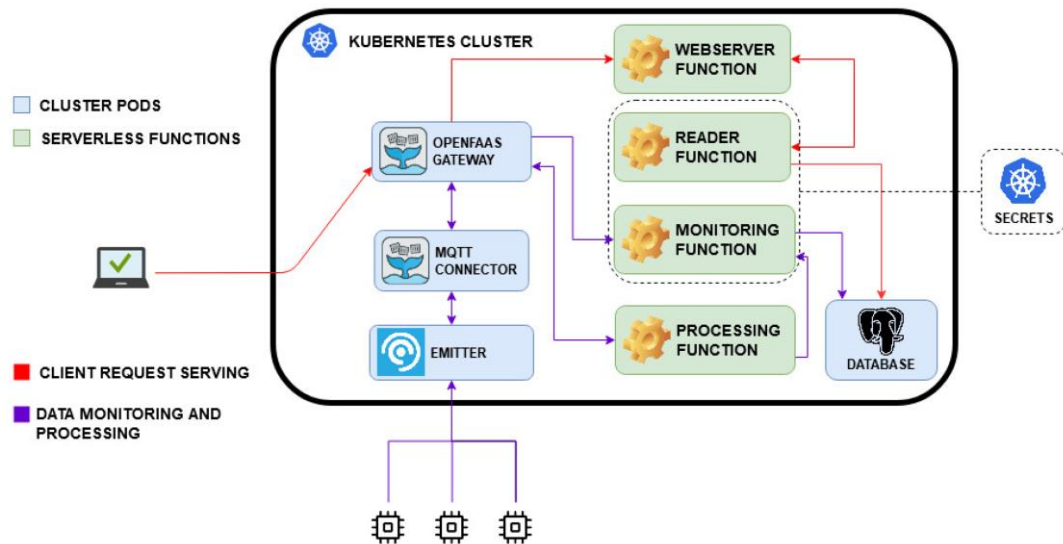 KUBERNETES CLUSTER
WEBSERVER
FUNCTION
CLUSTER PODS
SERVERLESS FUNCTIONS
OPENFAAS
GATEWAY
READER
FUNCTION
SECRETS
MQTT
CONNECTOR
MONITORING
FUNCTION
EMITTER
PROCESSING
FUNCTION
DATABASE
CLIENT REQUEST SERVING
DATA MONITORING AND
PROCESSING